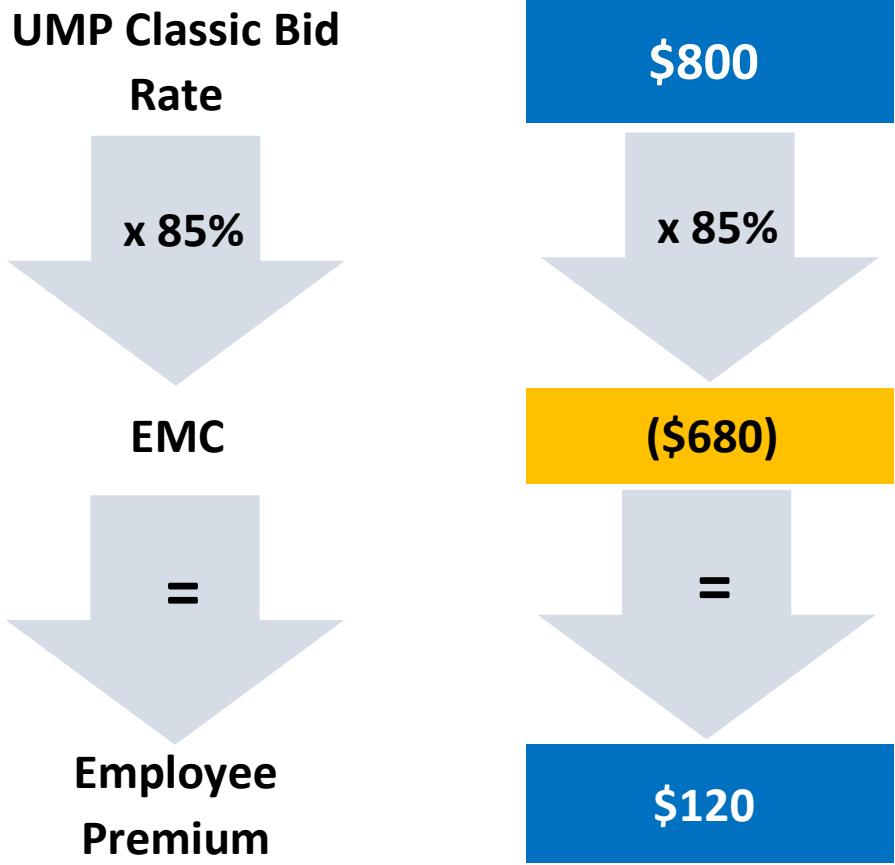 UMP Classic Bid
Rate
$800
x 85%
x 85%
EMC
($680)
=
=
Employee
Premium
$120